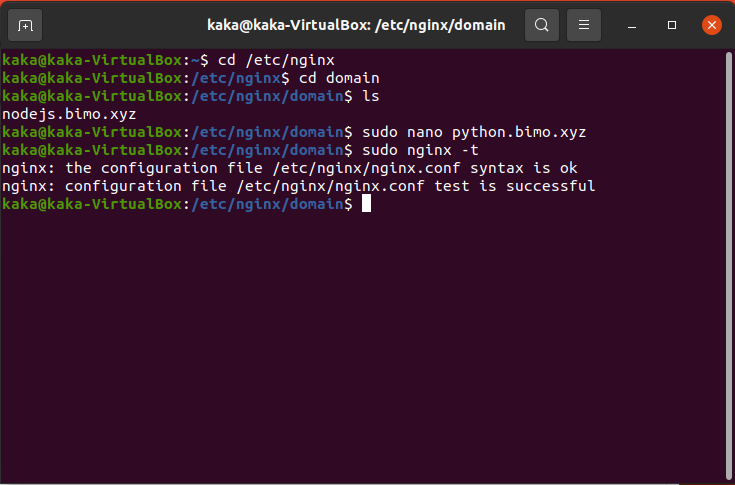 kaka@kaka-VirtualBox: /etc/nginx/domain
kaka@kaka-VirtualBox:~$ cd /etc/nginx
kaka@kaka-VirtualBox:/etc/nginx$ cd domain
kaka@kaka-VirtualBox:/etc/nginx/domain$ ls
nodejs.bimo.xyz
kaka@kaka-VirtualBox:/etc/nginx/domain$ sudo nano python.bimo.xyz
kaka@kaka-VirtualBox:/etc/nginx/domain$ sudo nginx -t
nginx: the configuration file /etc/nginx/nginx.conf syntax is ok
nginx: configuration file /etc/nginx/nginx.conf test is successful
kaka@kaka-VirtualBox:/etc/nginx/domain$